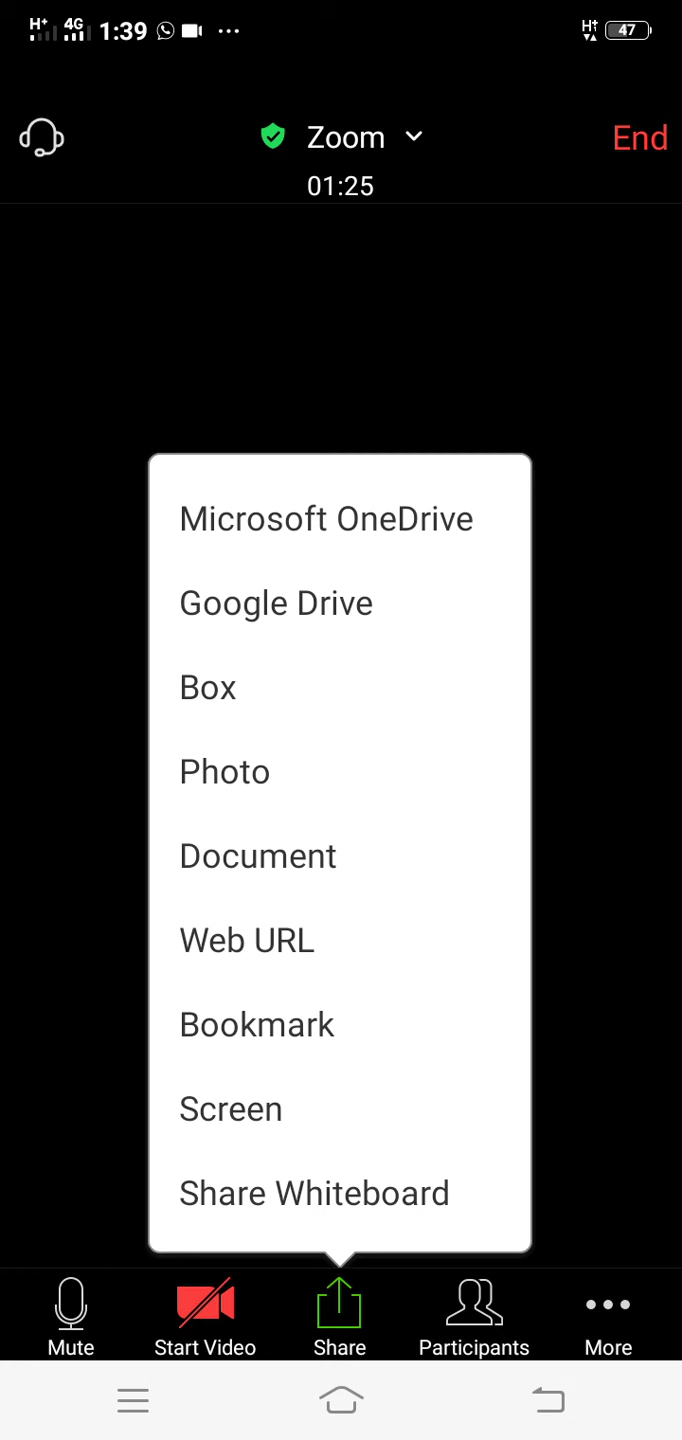 H+ 4G 1:39 ... H+ 47
Zoom End
01:25
Microsoft OneDrive
Google Drive
Box
Photo
Document
Web URL
Bookmark
Screen
Share Whiteboard
Mute Start Video Share Participants More